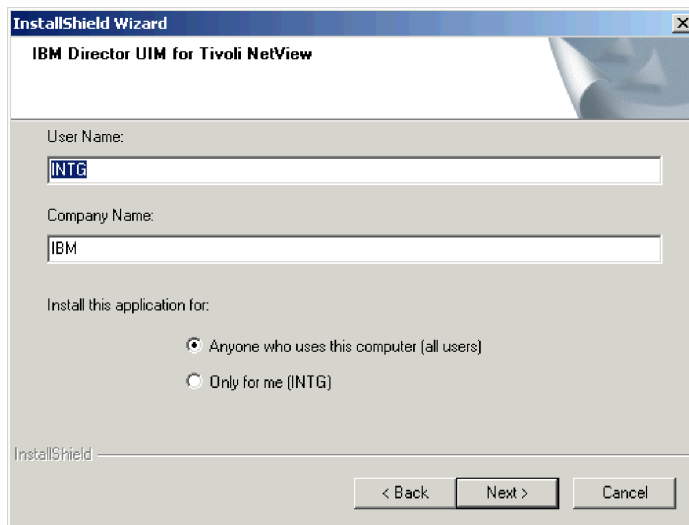 InstallShield Wizard
IBM Director UIM for Tivoli NetView
User Name:
INTG
Company Name:
IBM
Install this application for:
Anyone who uses this computer (all users)
Only for me (INTG)
InstallShield
< Back Next > Cancel